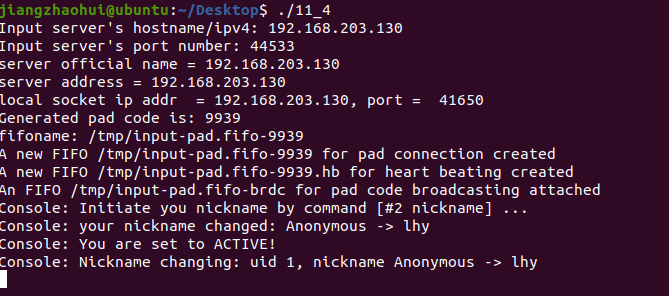 jiangzhaohui@ubuntu:~/Desktop$ ./11_4
Input server's hostname/ipv4: 192.168.203.130
Input server's port number: 44533
server official name = 192.168.203.130
server address = 192.168.203.130
local socket ip addr  = 192.168.203.130, port =  41650
Generated pad code is: 9939
fifoname: /tmp/input-pad.fifo-9939
A new FIFO /tmp/input-pad.fifo-9939 for pad connection created
A new FIFO /tmp/input-pad.fifo-9939.hb for heart beating created
An FIFO /tmp/input-pad.fifo-brdc for pad code broadcasting attached
Console: Initiate you nickname by command [#2 nickname] ...
Console: your nickname changed: Anonymous -> lhy
Console: You are set to ACTIVE!
Console: Nickname changing: uid 1, nickname Anonymous -> lhy